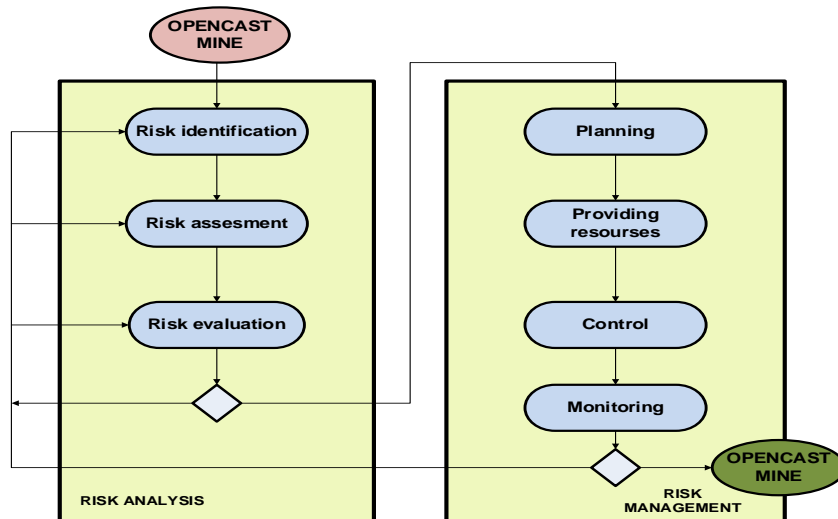 OPENCAST
MINE
Risk identification
Risk assesment
Risk evaluation
RISK ANALYSIS
Planning
Providing
resourses
Control
Monitoring
OPENCAST
MINE
RISK
MANAGEMENT